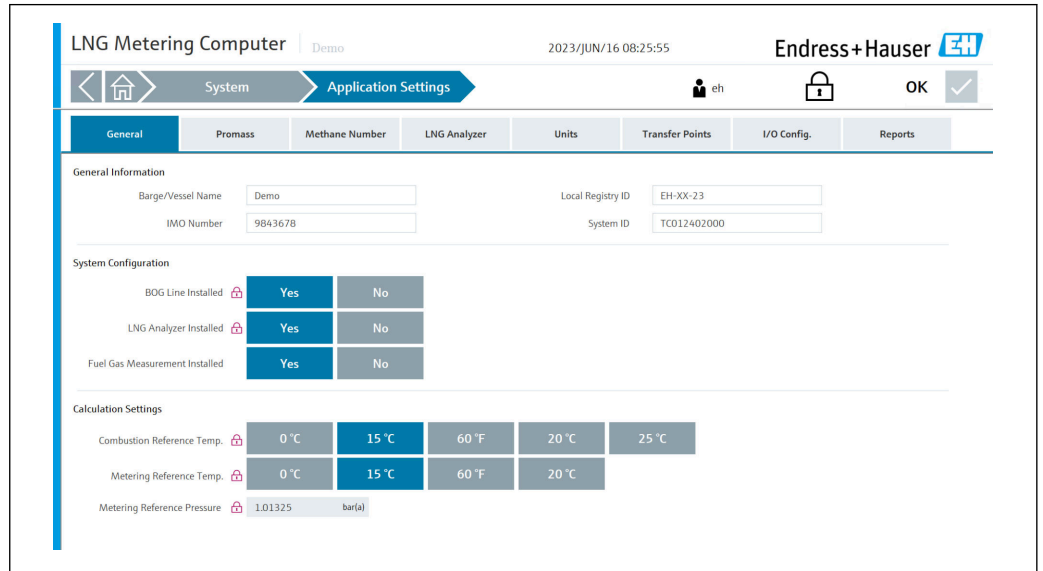 LNG Metering Computer Demo 2023/JUN/16 08:25:55 Endress+Hauser EH
System Application Settings eh 1 OK
General Promass Methane Number LNG Analyzer Units Transfer Points I/O Config. Reports
General Information
Barge/Vessel Name Demo Local Registry ID EH-XX-23
IMO Number 9843678 System ID TC012402000
System Configuration
BOG Line Installed Yes No
LNG Analyzer Installed Yes No
Fuel Gas Measurement Installed Yes No
Calculation Settings
Combustion Reference Temp. 0 °C 15 °C 60 °F 20 °C 25 °C
Metering Reference Temp. 0 °C 15 °C 60 °F 20 °C
Metering Reference Pressure 1.01325 bar(a)